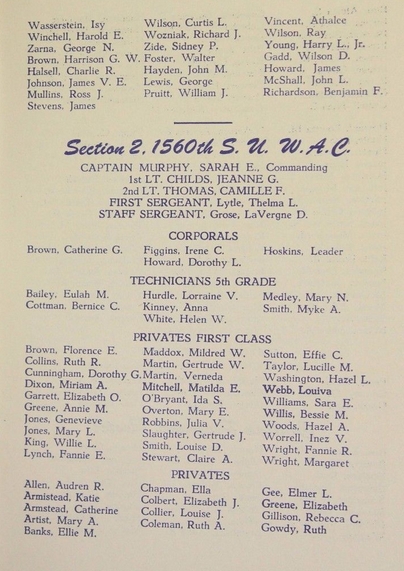 Wasserstein, Isy Wilson, Curtis L. Vincent, Athalee
Winchell, Harold E. Wozniak, Richard J. Wilson, Ray
Zarna, George N. Zide, Sidney P. Young, Harry L., Jr.
Brown, Harrison G. W. Foster, Walter Gadd, Wilson D.
Halsell, Charlie R. Hayden, John M. Howard, James
Johnson, James V. E. Lewis, George McShall, John L.
Mullins, Ross J. Pruitt, William J. Richardson, Benjamin F.
Stevens, James
Section 2, 1560th S. U. W.A.C.
CAPTAIN MURPHY, SARAH E., Commanding
1st LT. CHILDS, JEANNE G.
2nd LT, THOMAS, CAMILLE F.
FIRST SERGEANT, Lytle, Thelma L.
STAFF SERGEANT, Grose, LaVergne D.
CORPORALS
Brown, Catherine G. Figgins, Irene C. Hoskins, Leader
Howard, Dorothy L.
TECHNICIANS 5th GRADE
Bailey, Eulah M. Hurdle, Lorraine V. Medley, Mary N.
Cottman, Bernice C. Kinney, Anna Smith, Myke A.
White, Helen W.
PRIVATES FIRST CLASS
Brown, Florence E. Maddox, Mildred W. Sutton, Effie C.
Collins, Ruth R. Martin, Gertrude W. Taylor, Lucille M.
Cunningham, Dorothy G. Martin, Verneda Washington, Hazel L.
Dixon, Miriam A. Mitchell, Matilda E. Webb, Louiva
Garrett, Elizabeth O. O'Bryant, Ida S. Williams, Sara E.
Greene, Annie M. Overton, Mary E. Willis, Bessie M.
Jones, Genevieve Robbins, Julia V. Woods, Hazel A.
Jones, Mary L. Slaughter, Gertrude J. Worrell, Inez V.
King, Willie L. Smith, Louise D. Wright, Fannie R.
Lynch, Fannie E. Stewart, Claire A. Wright, Margaret
PRIVATES
Allen, Audren R. Chapman, Ella Gee, Elmer L.
Armistead, Katie Colbert, Elizabeth J. Greene, Elizabeth
Armstead, Catherine Collier, Louise J. Gillison, Rebecca C.
Artist, Mary A. Coleman, Ruth A. Gowdy, Ruth
Banks, Ellie M.